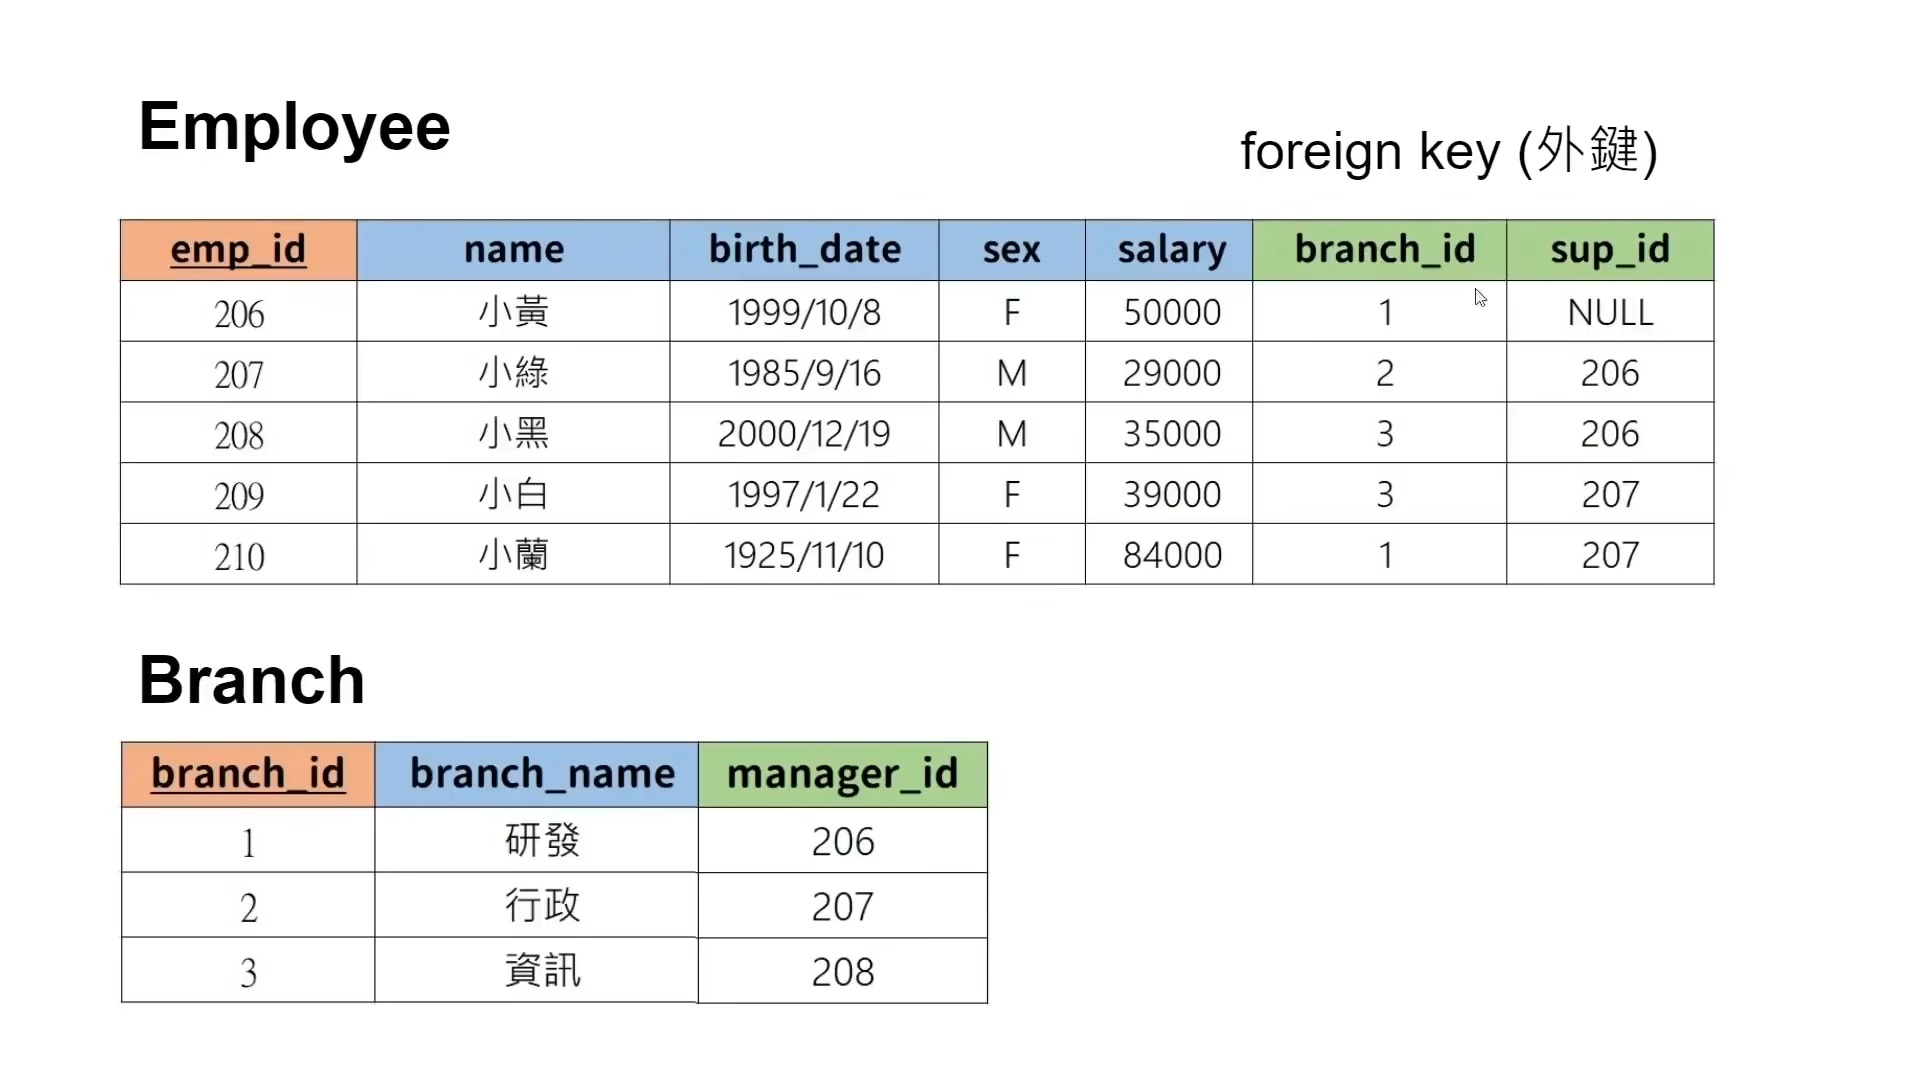 Employee
foreign key (外鍵)
emp_id name birth_date sex salary branch_id sup_id
206 小黃 1999/10/8 F 50000 1 NULL
207 小綠 1985/9/16 M 29000 2 206
208 小黑 2000/12/19 M 35000 3 206
209 小白 1997/1/22 F 39000 3 207
210 小蘭 1925/11/10 F 84000 1 207
Branch
branch_id branch_name manager_id
1 研發 206
2 行政 207
3 資訊 208